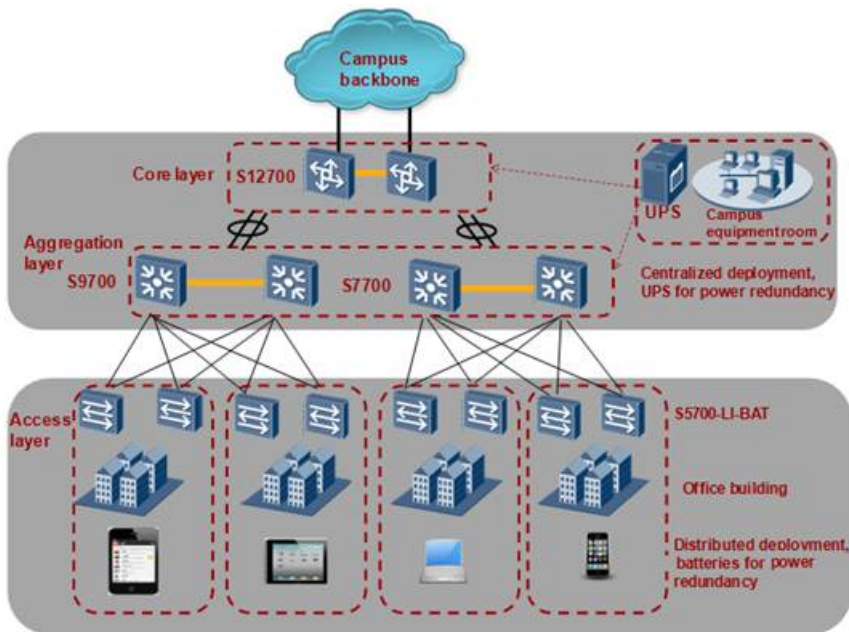 Campus
backbone
Core layer
S12700
UPS
Campus
equipmentroom
Aggregation
layer
S9700
S7700
Centralized deployment,
UPS for power redundancy
Access
layer
S5700-LI-BAT
Office building
Distributed deployment,
batteries for power
redundancy